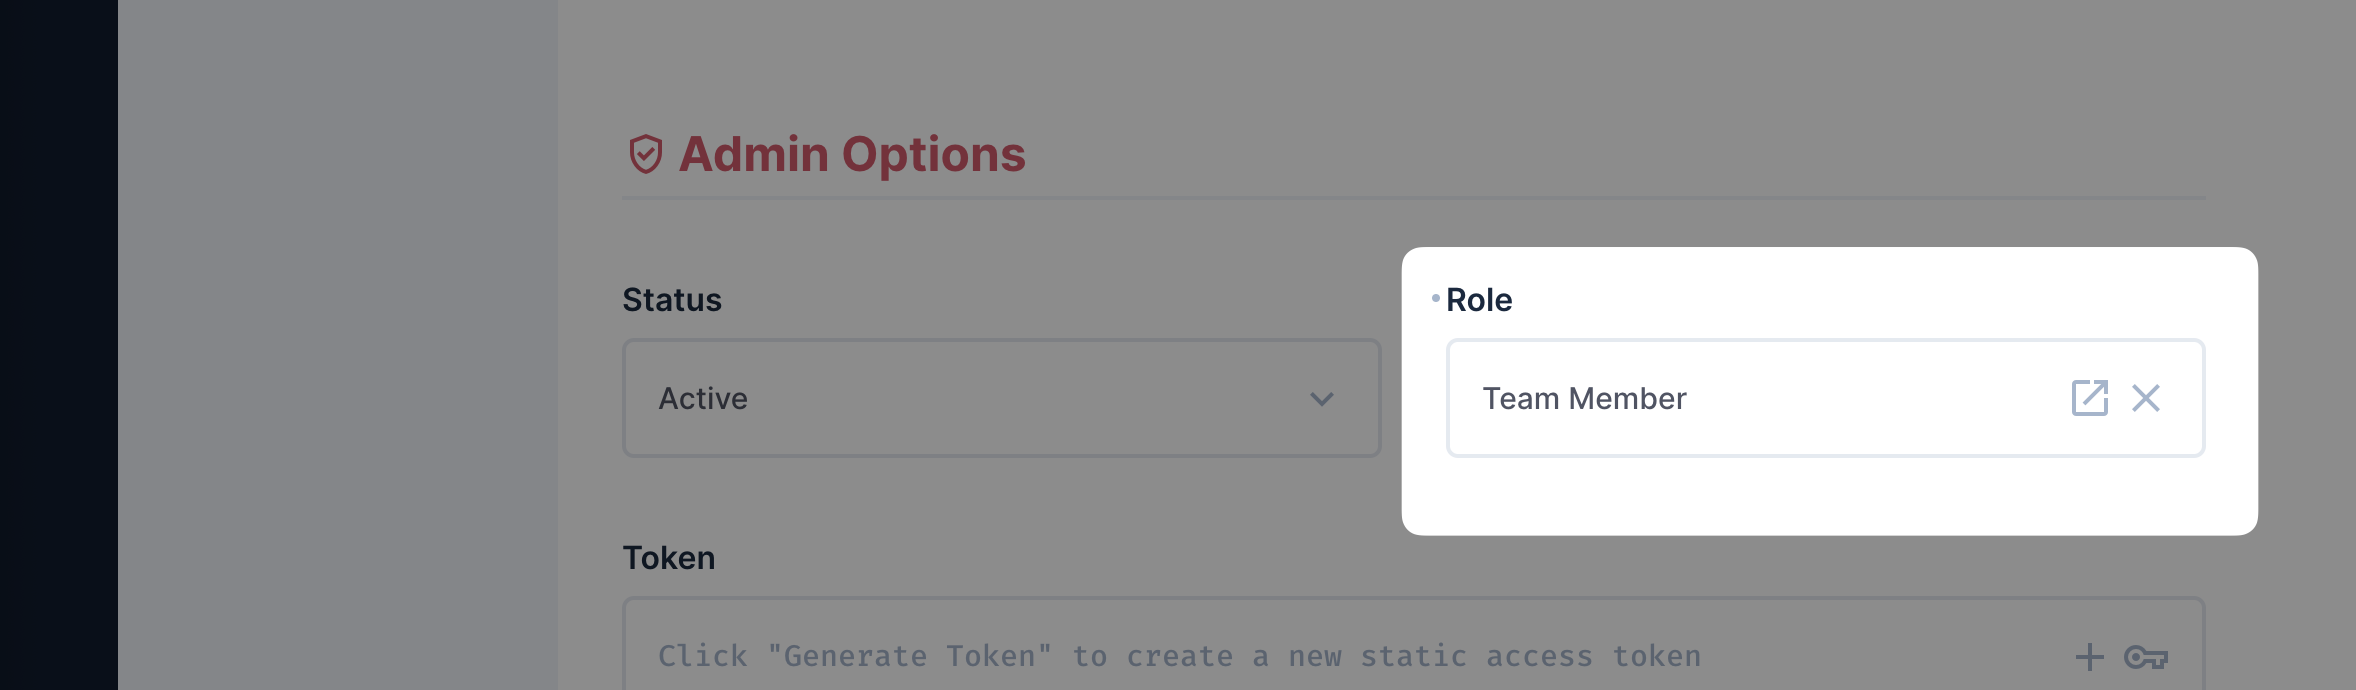 Admin Options
Status
Role
Active
Team Member
Token
Click "Generate Token" to create a new static access token